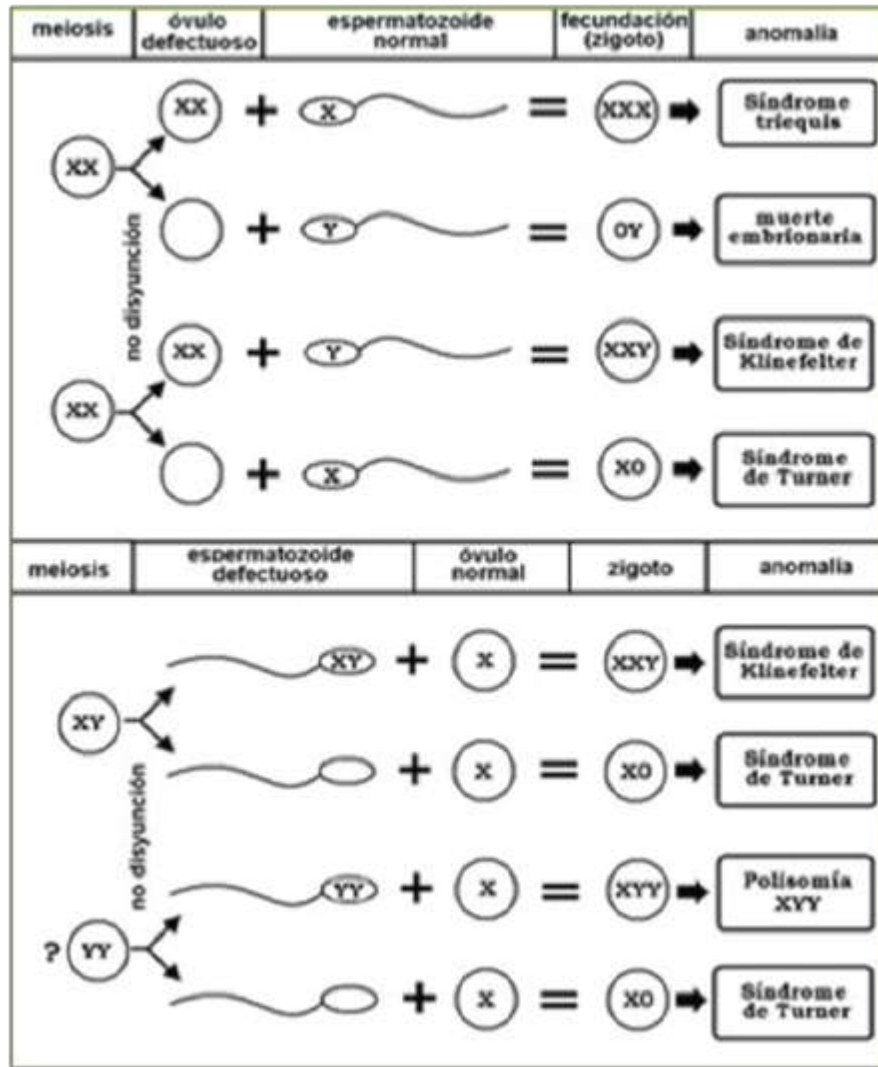 meiosis
óvulo
defectuoso
espermatozoide
normal
fecundación
(zigoto)
anomalia
XX
no disyunción
XX
XX
+
X
=
XXX
Síndrome
triequis
+
Y
=
OY
muerte
embrionaria
XX
+
Y
=
XXY
Síndrome de
Klinefelter
+
X
=
XO
Síndrome
de Turner
meiosis
espermatozoide
defectuoso
óvulo
normal
zigoto
anomalia
XY
no disyunción
? YY
XY
+
X
=
XXY
Síndrome de
Klinefelter
+
X
=
XO
Síndrome
de Turner
YY
+
X
=
XYY
Polisomía
XYY
+
X
=
XO
Síndrome
de Turner